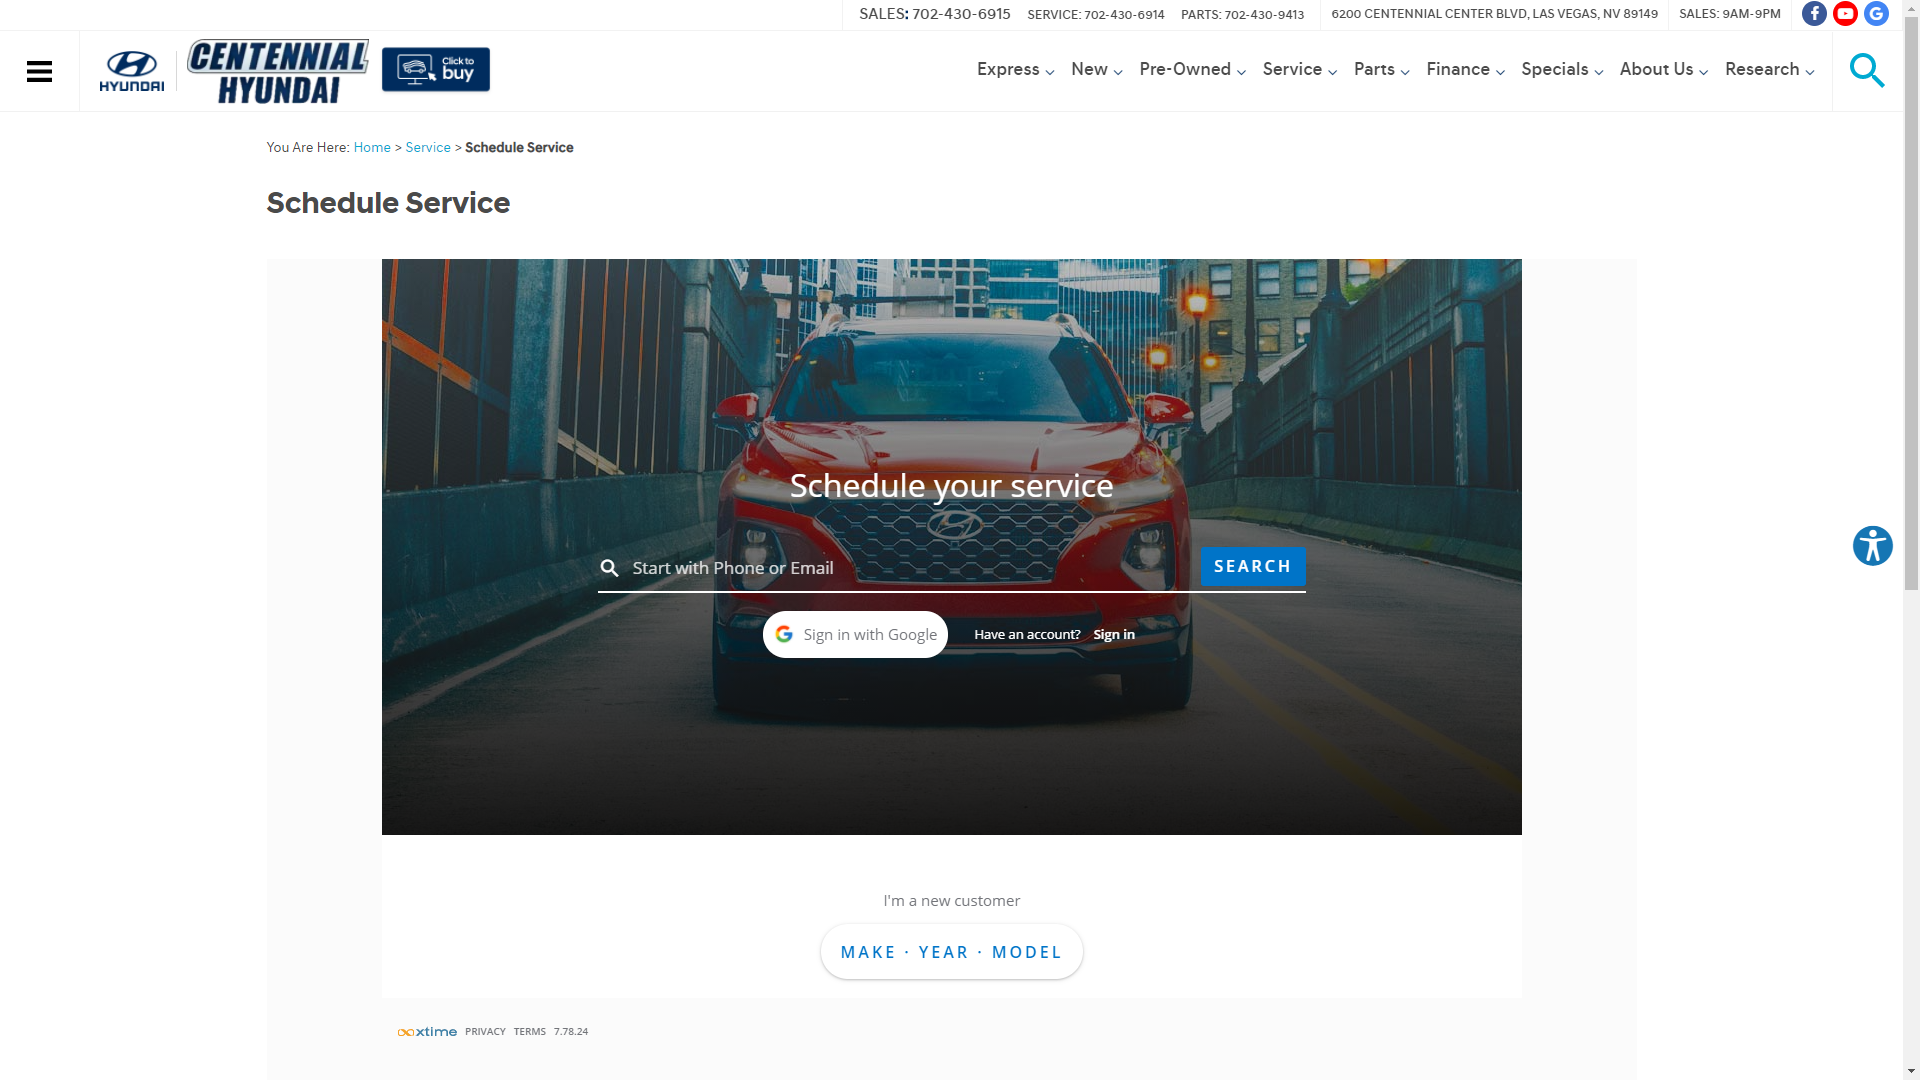 SALES: 702-430-6915 SERVICE: 702-430-6914 PARTS: 702-430-9413 6200 CENTENNIAL CENTER BLVD, LAS VEGAS, NV 89149 SALES: 9AM-9PM
HYUNDAI
CENTENNIAL
HYUNDAI
Click to
buy
Express New Pre-Owned Service Parts Finance Specials About Us Research
You Are Here: Home > Service > Schedule Service
Schedule Service
Schedule your service
Start with Phone or Email
SEARCH
Sign in with Google
Have an account? Sign in
I'm a new customer
MAKE · YEAR · MODEL
xtime PRIVACY TERMS 7.78.24